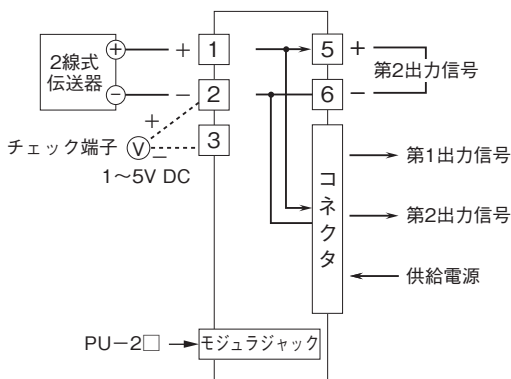 2線式
伝送器
+
−
+
−
1
2
3
5
6
+
−
第2出力信号
チェック端子
V
+
−
1〜5V DC
コネクタ
第1出力信号
第2出力信号
供給電源
PU−2□
モジュラジャック